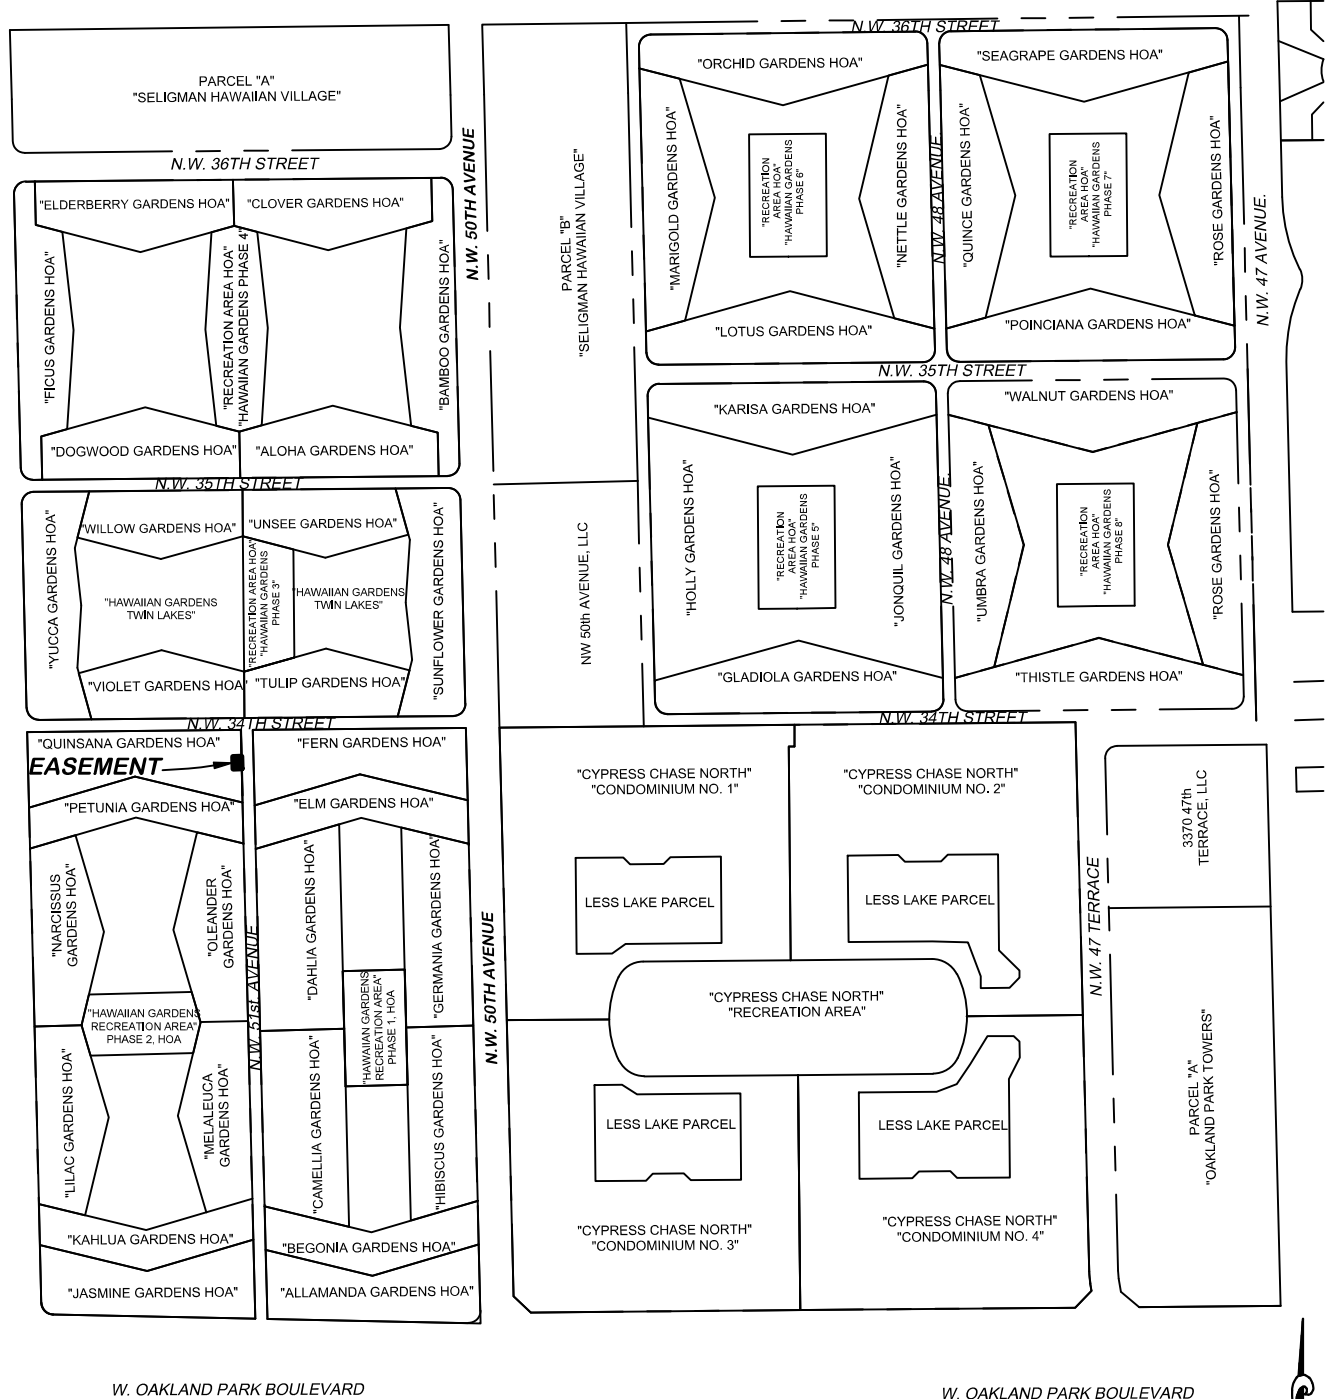 N.W. 36TH STREET
PARCEL "A"
"SELIGMAN HAWAIIAN VILLAGE"
N.W. 36TH STREET
"ELDERBERRY GARDENS HOA"
"CLOVER GARDENS HOA"
"FICUS GARDENS HOA"
"RECREATION AREA HOA"
"HAWAIIAN GARDENS PHASE 4"
"BAMBOO GARDENS HOA"
"DOGWOOD GARDENS HOA"
"ALOHA GARDENS HOA"
N.W. 50TH AVENUE
PARCEL "B"
"SELIGMAN HAWAIIAN VILLAGE"
"ORCHID GARDENS HOA"
"MARIGOLD GARDENS HOA"
"RECREATION
AREA HOA"
"HAWAIIAN GARDENS
PHASE 6"
"NETTLE GARDENS HOA"
"LOTUS GARDENS HOA"
N.W. 48 AVENUE.
"SEAGRAPE GARDENS HOA"
"QUINCE GARDENS HOA"
"RECREATION
AREA HOA"
"HAWAIIAN GARDENS
PHASE 7"
"ROSE GARDENS HOA"
"POINCIANA GARDENS HOA"
N.W. 47 AVENUE.
N.W. 35TH STREET
N.W. 35TH STREET
"YUCCA GARDENS HOA"
"WILLOW GARDENS HOA"
"UNSEE GARDENS HOA"
"HAWAIIAN GARDENS
TWIN LAKES"
"RECREATION AREA HOA"
"HAWAIIAN GARDENS
PHASE 3"
"HAWAIIAN GARDENS
TWIN LAKES"
"SUNFLOWER GARDENS HOA"
"VIOLET GARDENS HOA"
"TULIP GARDENS HOA"
NW 50th AVENUE, LLC
"KARISA GARDENS HOA"
"HOLLY GARDENS HOA"
"RECREATION
AREA HOA"
"HAWAIIAN GARDENS
PHASE 5"
"JONQUIL GARDENS HOA"
"GLADIOLA GARDENS HOA"
N.W. 48 AVENUE.
"WALNUT GARDENS HOA"
"UMBRA GARDENS HOA"
"RECREATION
AREA HOA"
"HAWAIIAN GARDENS
PHASE 8"
"ROSE GARDENS HOA"
"THISTLE GARDENS HOA"
N.W. 34TH STREET
N.W. 34TH STREET
"QUINSANA GARDENS HOA"
EASEMENT
"PETUNIA GARDENS HOA"
"NARCISSUS
GARDENS HOA"
"OLEANDER
GARDENS HOA"
"HAWAIIAN GARDENS
RECREATION AREA"
PHASE 2, HOA
"LILAC GARDENS HOA"
"MELALEUCA
GARDENS HOA"
"KAHLUA GARDENS HOA"
"JASMINE GARDENS HOA"
N.W. 51st. AVENUE
"FERN GARDENS HOA"
"ELM GARDENS HOA"
"DAHLIA GARDENS HOA"
"GERMANIA GARDENS HOA"
"HAWAIIAN GARDENS
RECREATION AREA"
PHASE 1, HOA
"CAMELLIA GARDENS HOA"
"HIBISCUS GARDENS HOA"
"BEGONIA GARDENS HOA"
"ALLAMANDA GARDENS HOA"
N.W. 50TH AVENUE
"CYPRESS CHASE NORTH"
"CONDOMINIUM NO. 1"
"CYPRESS CHASE NORTH"
"CONDOMINIUM NO. 2"
LESS LAKE PARCEL
LESS LAKE PARCEL
"CYPRESS CHASE NORTH"
"RECREATION AREA"
LESS LAKE PARCEL
LESS LAKE PARCEL
"CYPRESS CHASE NORTH"
"CONDOMINIUM NO. 3"
"CYPRESS CHASE NORTH"
"CONDOMINIUM NO. 4"
N.W. 47 TERRACE
3370 47th
TERRACE, LLC
PARCEL "A"
"OAKLAND PARK TOWERS"
W. OAKLAND PARK BOULEVARD
W. OAKLAND PARK BOULEVARD